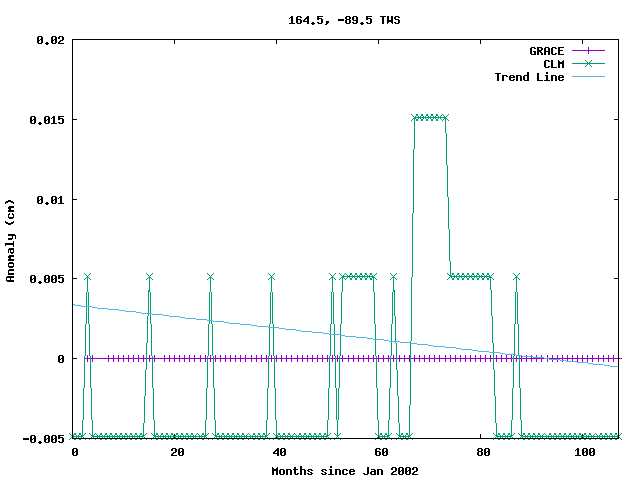 164.5, -89.5 TWS
GRACE
CLM
Trend Line
0.02
0.015
0.01
0.005
0
-0.005
Anomaly (cm)
0 20 40 60 80 100
Months since Jan 2002